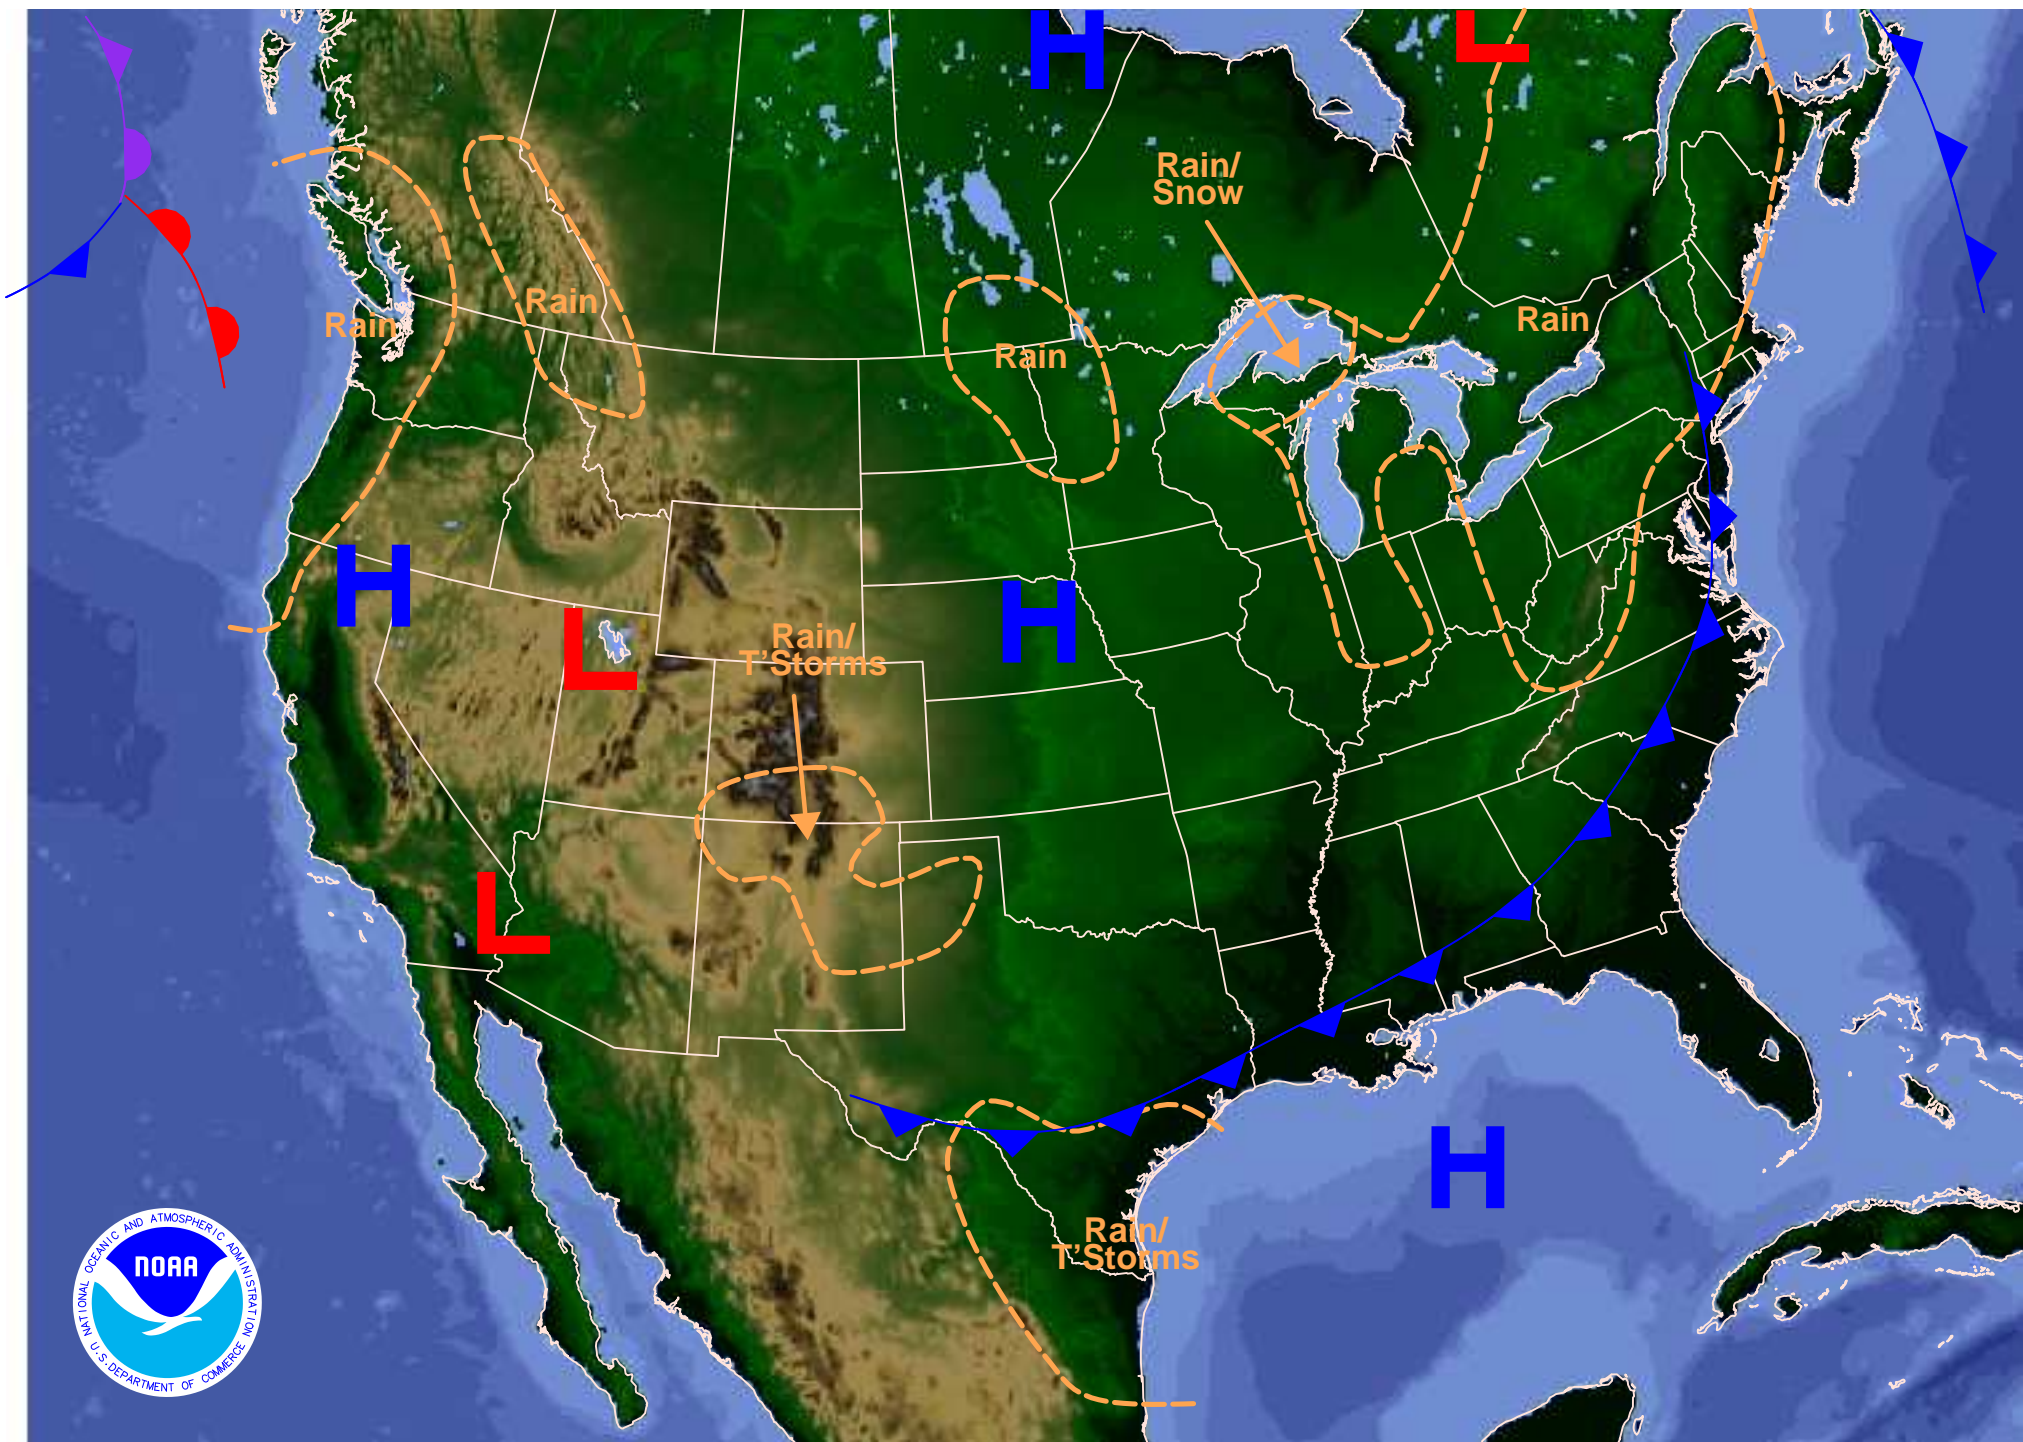 H
L
Rain/
Snow
Rain
Rain
Rain
Rain
H
H
L
Rain/
T'Storms
L
H
Rain/
T'Storms
NATIONAL OCEANIC AND ATMOSPHERIC ADMINISTRATION
NOAA
U.S. DEPARTMENT OF COMMERCE